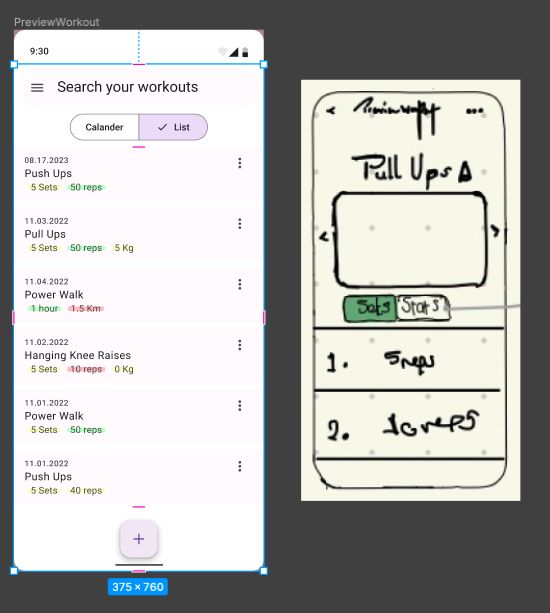 PreviewWorkout
9:30
Search your workouts
Calander
List
08.17.2023
Push Ups
5 Sets 50 reps
11.03.2022
Pull Ups
5 Sets 50 reps 5 Kg
11.04.2022
Power Walk
1 hour 1,5 Km
11.02.2022
Hanging Knee Raises
5 Sets 10 reps 0 Kg
11.01.2022
Power Walk
5 Sets 50 reps
11.01.2022
Push Ups
5 Sets 40 reps
375 × 760
Pull Ups
Sets Stats
1. 5reps
2. 10reps